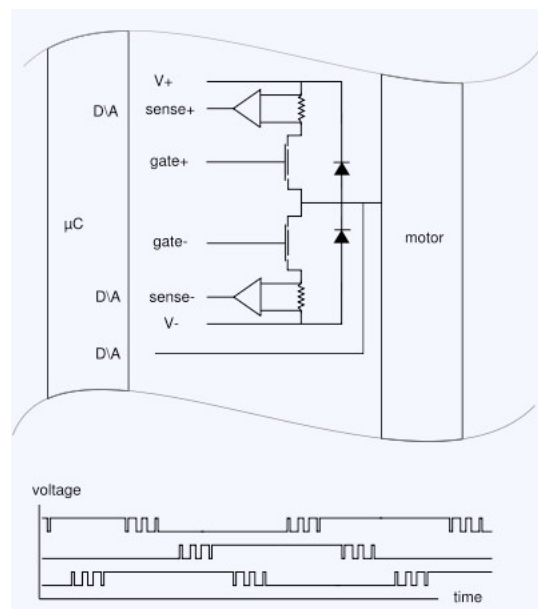 V+
D\A
sense+
gate+
μC
gate-
motor
D\A
sense-
V-
D\A
voltage
time